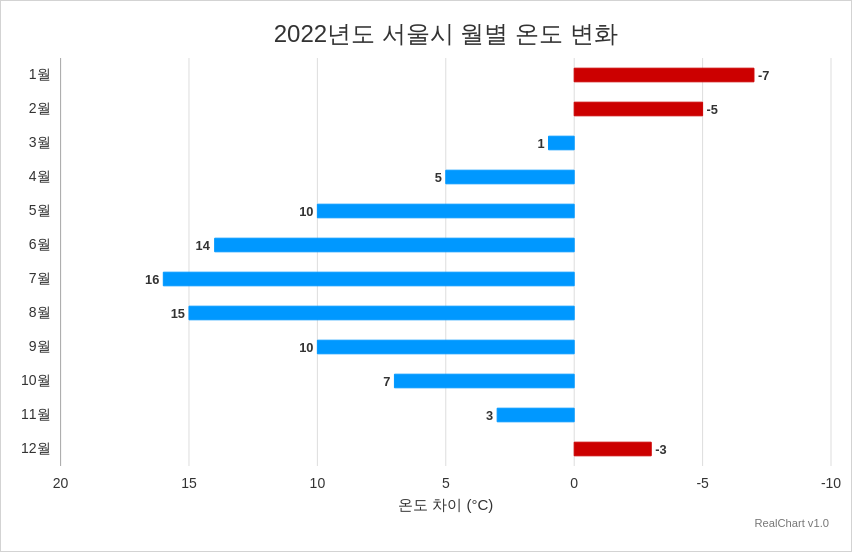 2022년도 서울시 월별 온도 변화
1월
-7
2월
-5
3월
1
4월
5
5월
10
6월
14
7월
16
8월
15
9월
10
10월
7
11월
3
12월
-3
20 15 10 5 0 -5 -10
온도 차이 (°C)
RealChart v1.0